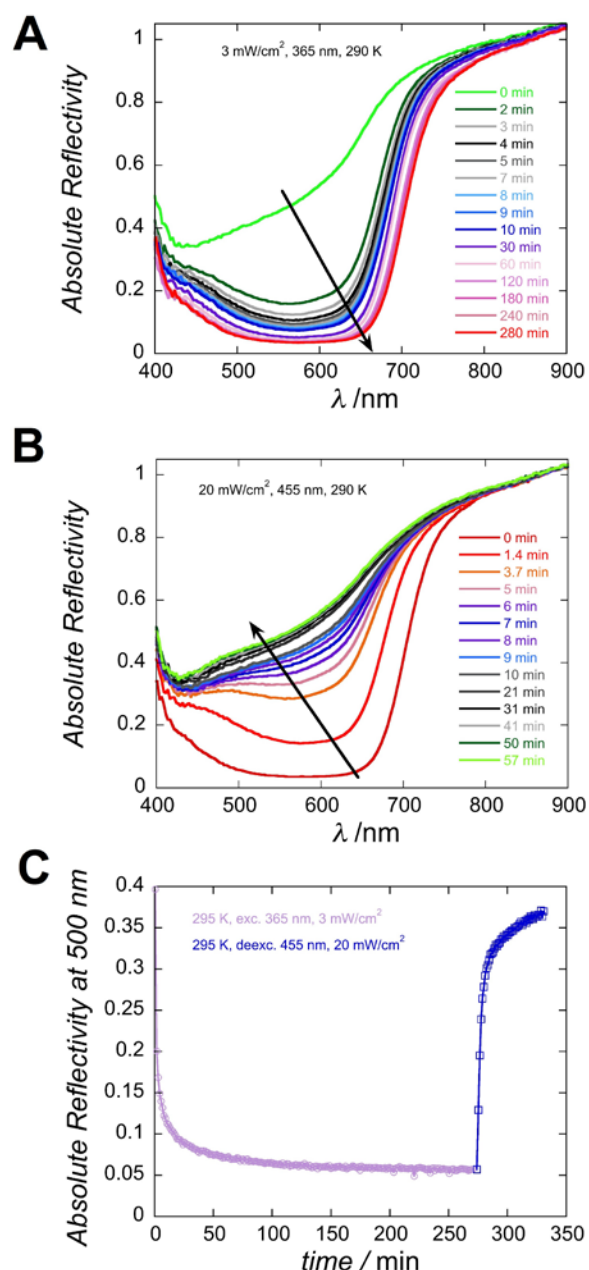 A
3 mW/cm², 365 nm, 290 K
Absolute Reflectivity
1
0.8
0.6
0.4
0.2
0
400 500 600 700 800 900
λ /nm
0 min
2 min
3 min
4 min
5 min
7 min
8 min
9 min
10 min
30 min
60 min
120 min
180 min
240 min
280 min
B
20 mW/cm², 455 nm, 290 K
Absolute Reflectivity
1
0.8
0.6
0.4
0.2
0
400 500 600 700 800 900
λ /nm
0 min
1.4 min
3.7 min
5 min
6 min
7 min
8 min
9 min
10 min
21 min
31 min
41 min
50 min
57 min
C
295 K, exc. 365 nm, 3 mW/cm²
295 K, deexc. 455 nm, 20 mW/cm²
Absolute Reflectivity at 500 nm
0.4
0.35
0.3
0.25
0.2
0.15
0.1
0.05
0
0 50 100 150 200 250 300 350
time / min